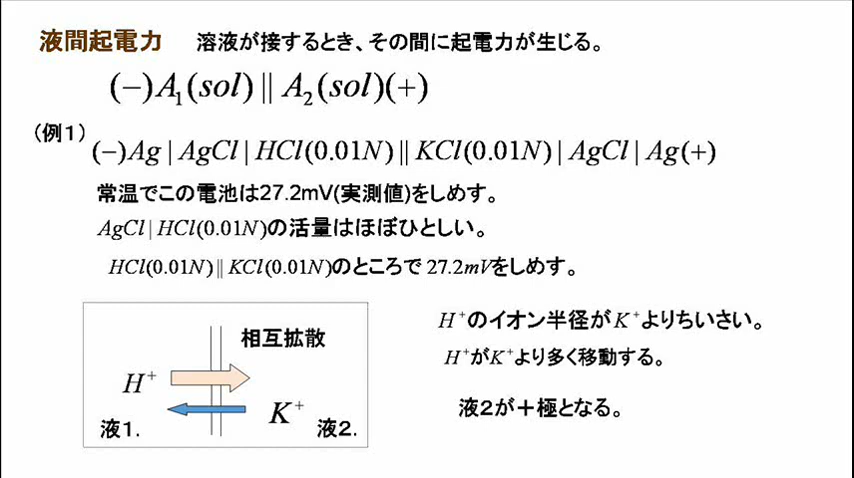 液間起電力 溶液が接するとき、その間に起電力が生じる。
(−)A₁(sol) || A₂(sol)(+)
(例1)
(−)Ag | AgCl | HCl(0.01N) || KCl(0.01N) | AgCl | Ag(+)
常温でこの電池は27.2mV(実測値)をしめす。
AgCl | HCl(0.01N)の活量はほぼひとしい。
HCl(0.01N) || KCl(0.01N)のところで 27.2mVをしめす。
相互拡散
H⁺
K⁺
液1.
液2.
H⁺のイオン半径がK⁺よりちいさい。
H⁺がK⁺より多く移動する。
液2が+極となる。